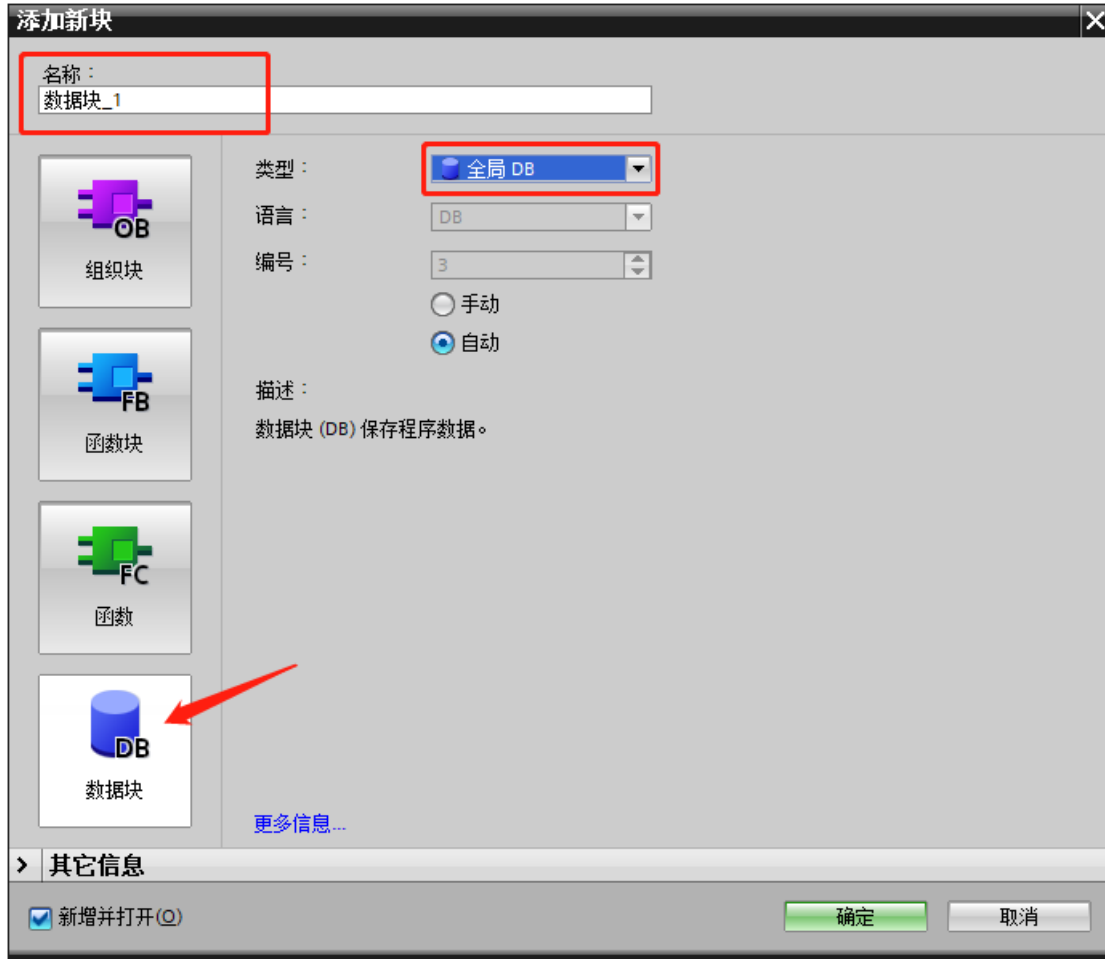 添加新块
名称：
数据块_1
类型：
全局 DB
语言：
DB
编号：
3
手动
自动
描述：
数据块 (DB) 保存程序数据。
OB
组织块
FB
函数块
FC
函数
DB
数据块
更多信息...
其它信息
新增并打开(O)
确定
取消